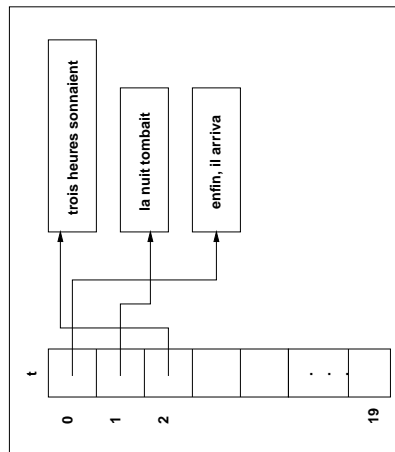 t
0
1
2
. . .
19
trois heures sonnaient
la nuit tombait
enfin, il arriva